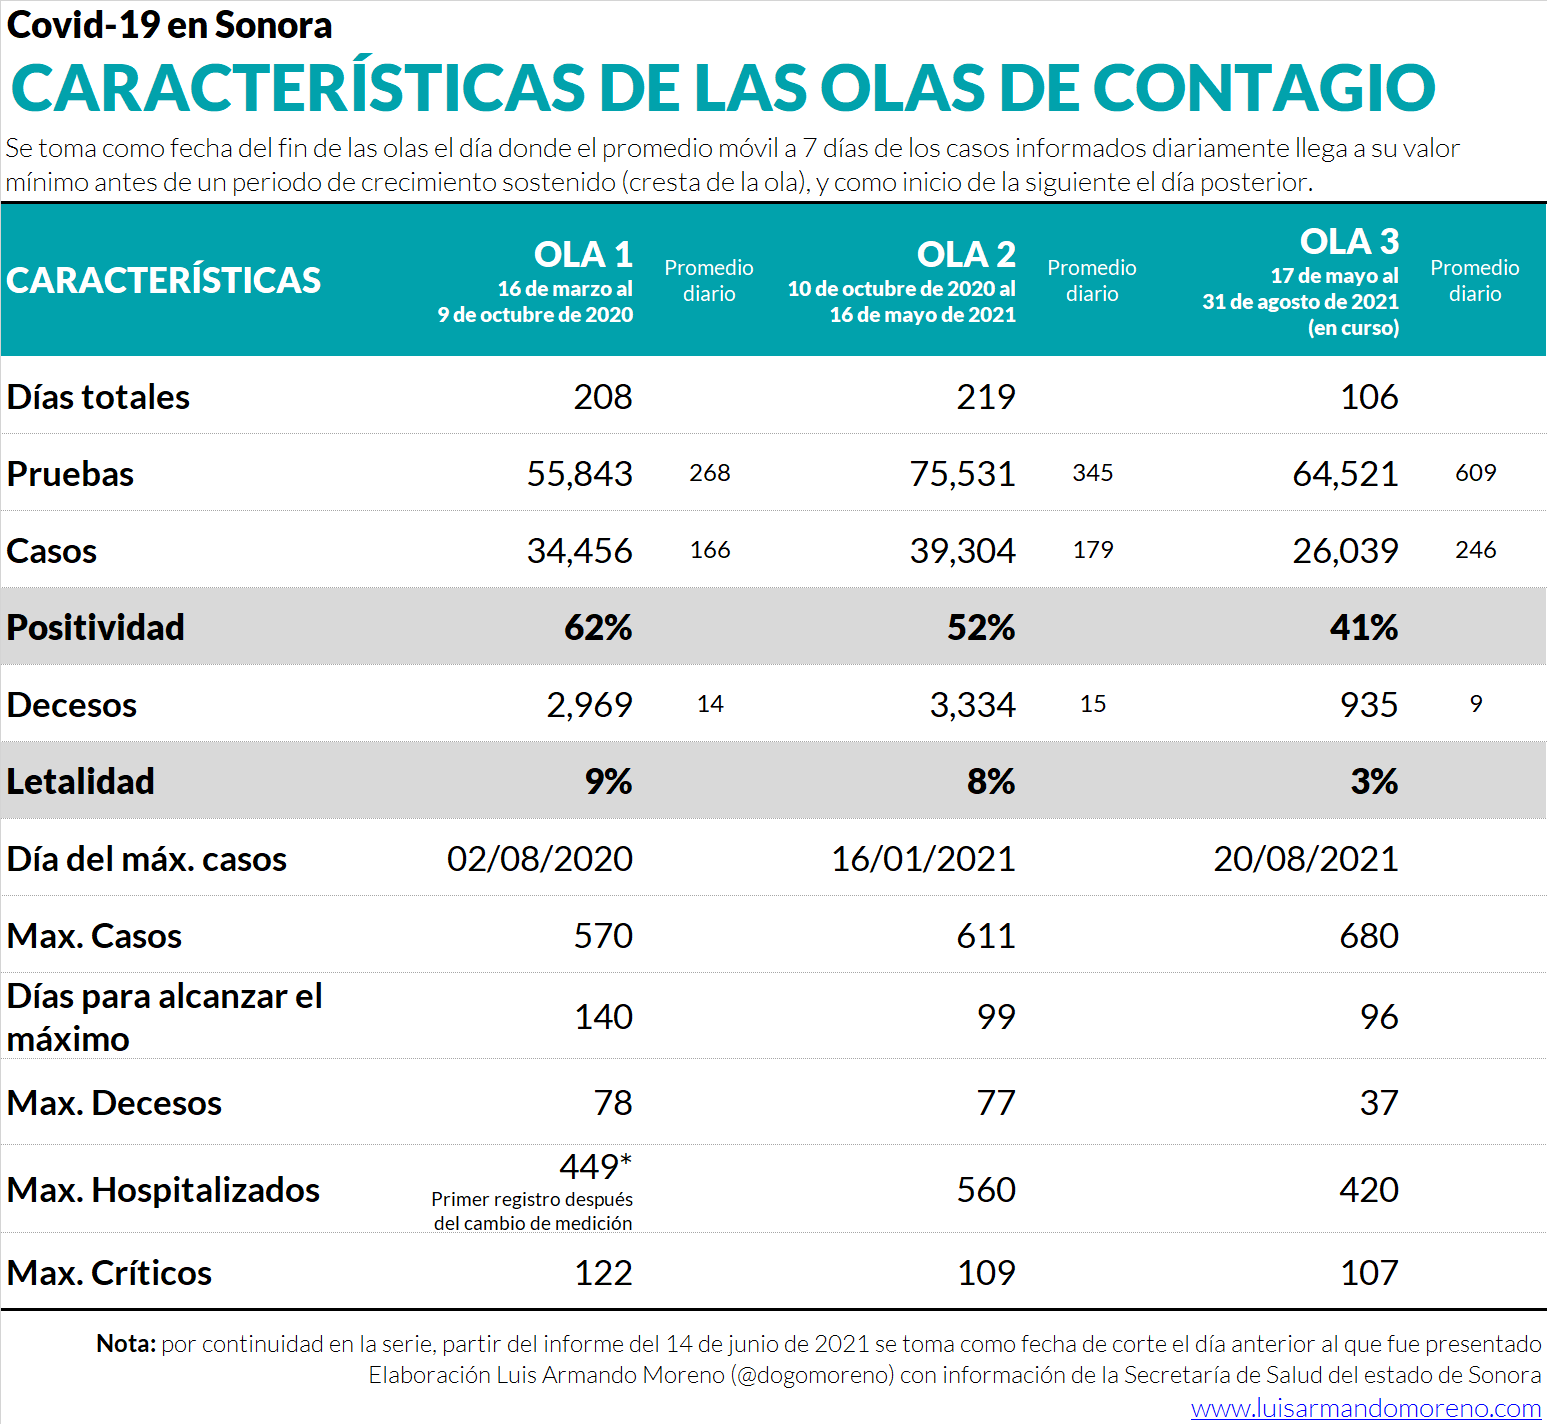 Covid-19 en Sonora
CARACTERÍSTICAS DE LAS OLAS DE CONTAGIO
Se toma como fecha del fin de las olas el día donde el promedio móvil a 7 días de los casos informados diariamente llega a su valor
mínimo antes de un periodo de crecimiento sostenido (cresta de la ola), y como inicio de la siguiente el día posterior.
CARACTERÍSTICAS
OLA 1
16 de marzo al
9 de octubre de 2020
Promedio
diario
OLA 2
10 de octubre de 2020 al
16 de mayo de 2021
Promedio
diario
OLA 3
17 de mayo al
31 de agosto de 2021
(en curso)
Promedio
diario
Días totales 208 219 106
Pruebas 55,843 268 75,531 345 64,521 609
Casos 34,456 166 39,304 179 26,039 246
Positividad 62% 52% 41%
Decesos 2,969 14 3,334 15 935 9
Letalidad 9% 8% 3%
Día del máx. casos 02/08/2020 16/01/2021 20/08/2021
Max. Casos 570 611 680
Días para alcanzar el
máximo 140 99 96
Max. Decesos 78 77 37
Max. Hospitalizados 449* 560 420
Primer registro después
del cambio de medición
Max. Críticos 122 109 107
Nota: por continuidad en la serie, partir del informe del 14 de junio de 2021 se toma como fecha de corte el día anterior al que fue presentado
Elaboración Luis Armando Moreno (@dogomoreno) con información de la Secretaría de Salud del estado de Sonora
www.luisarmandomoreno.com